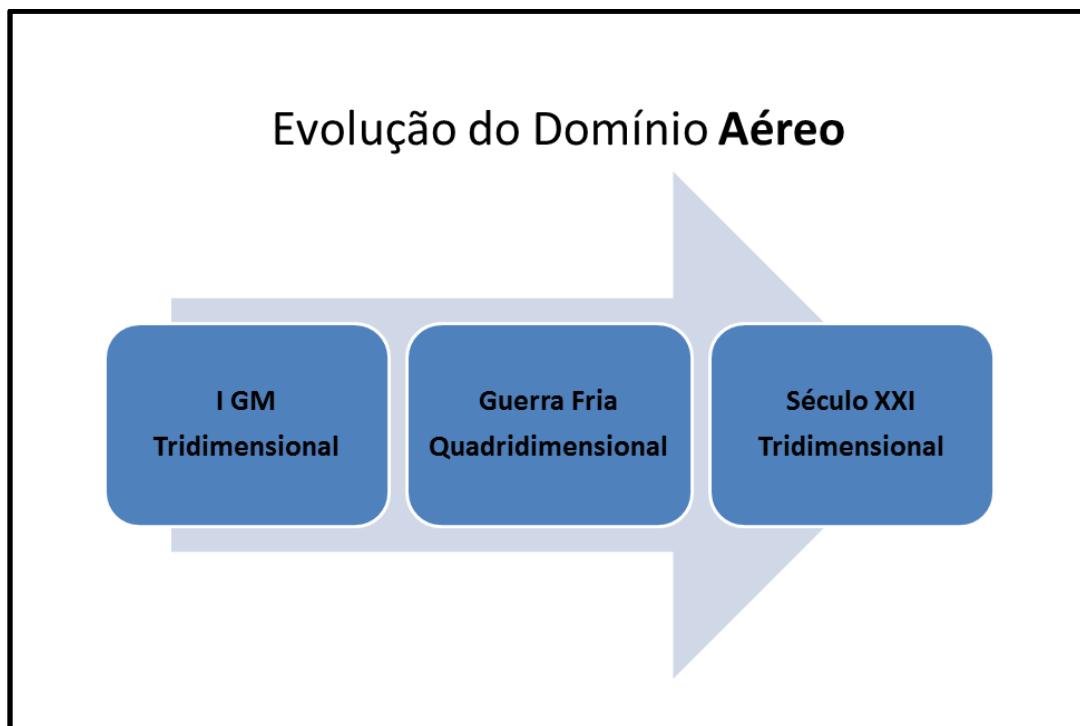 Evolução do Domínio Aéreo
I GM
Tridimensional
Guerra Fria
Quadridimensional
Século XXI
Tridimensional